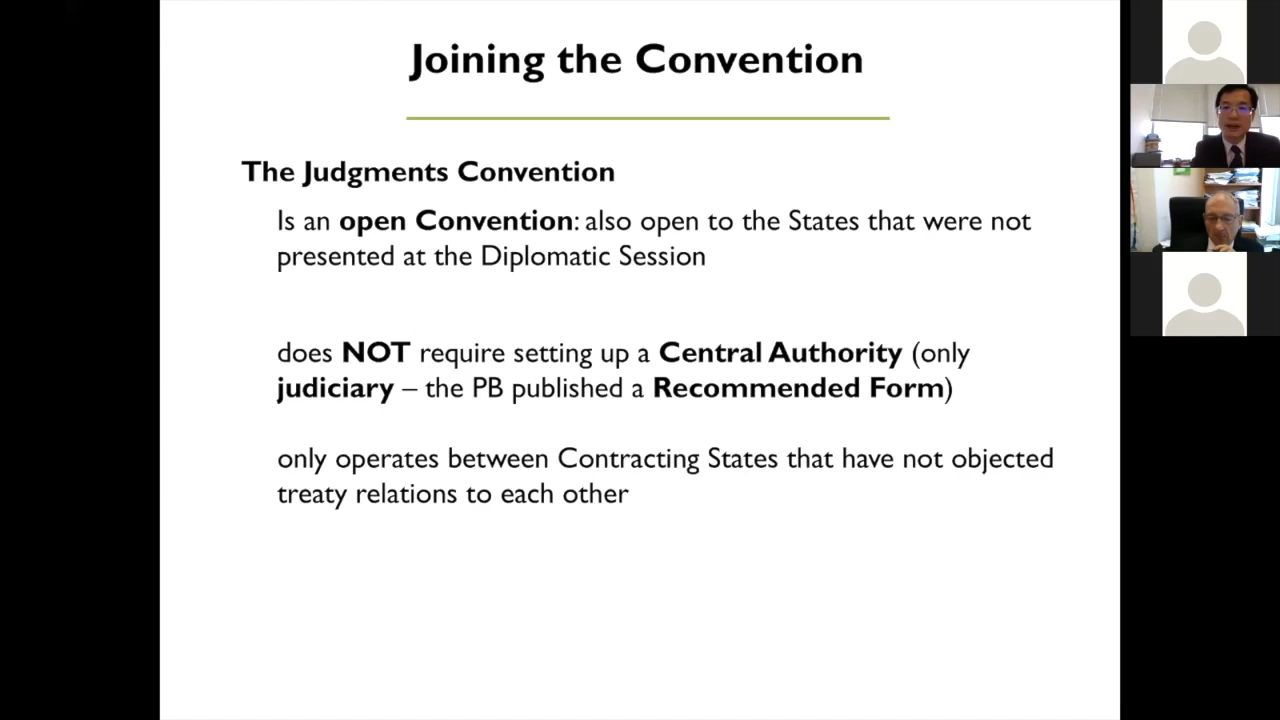 Joining the Convention
The Judgments Convention
Is an open Convention: also open to the States that were not
presented at the Diplomatic Session
does NOT require setting up a Central Authority (only
judiciary – the PB published a Recommended Form)
only operates between Contracting States that have not objected
treaty relations to each other